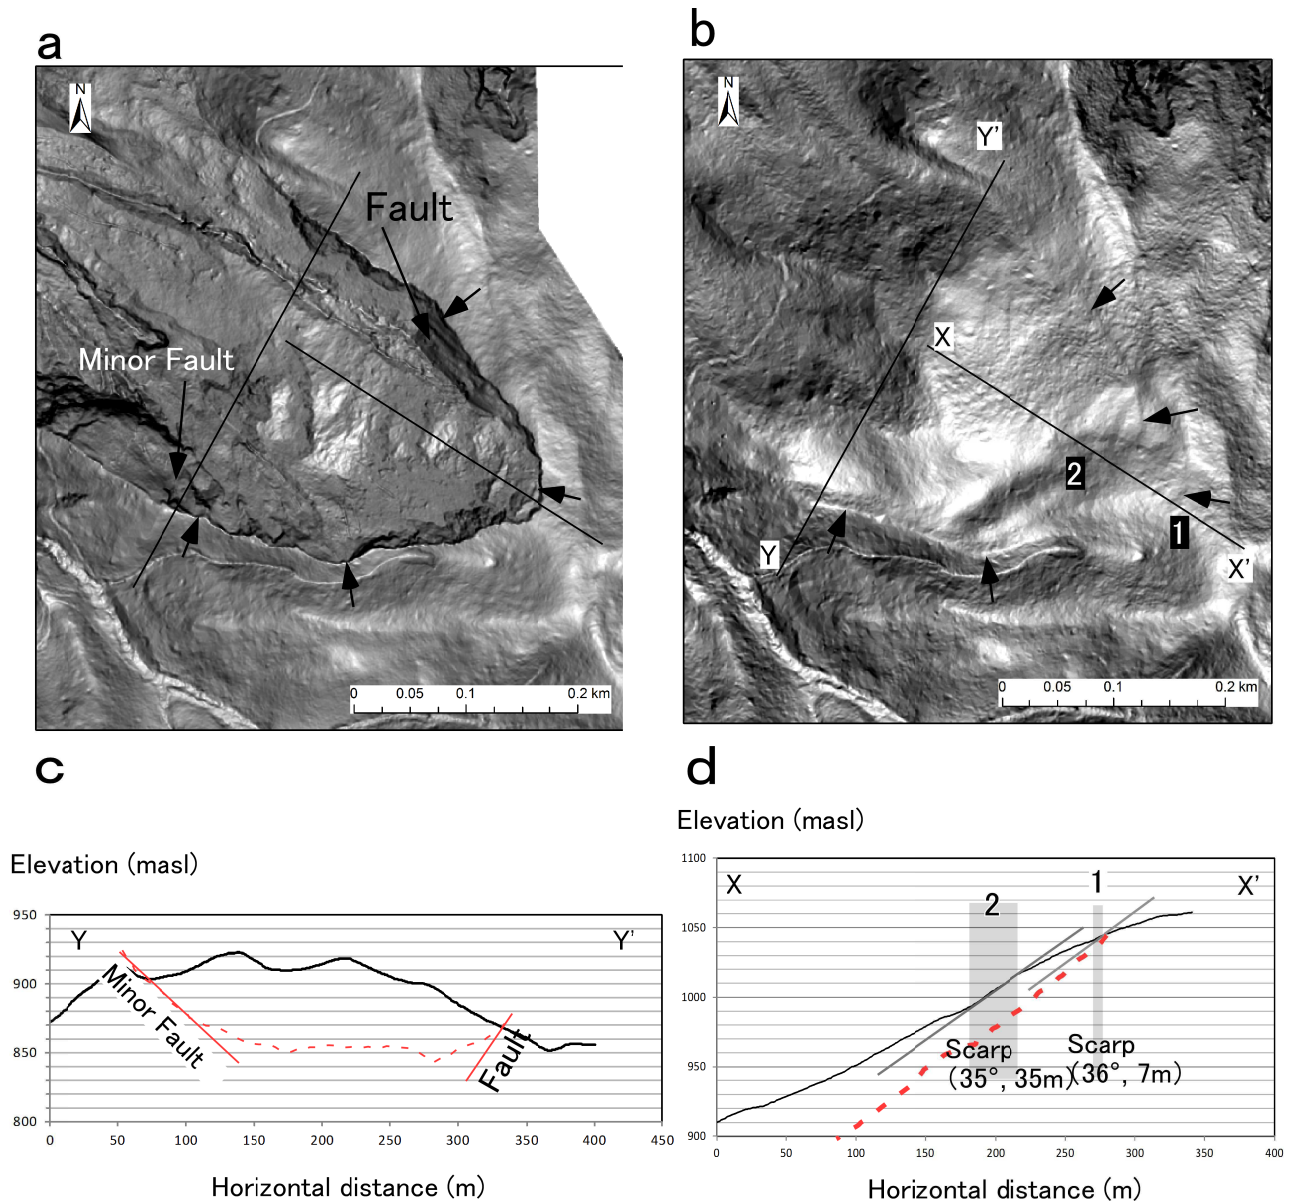 a
b
N
N
Y'
Fault
X
Minor Fault
2
1
Y
X'
0 0.05 0.1 0.2 km
0 0.05 0.1 0.2 km
c
d
Elevation (masl)
Elevation (masl)
950
900
850
800
Y
Y'
Minor Fault
Fault
0 50 100 150 200 250 300 350 400 450
Horizontal distance (m)
1100
1050
1000
950
900
X
2
1
X'
Scarp
(35°, 35m)
Scarp
(36°, 7m)
0 50 100 150 200 250 300 350 400
Horizontal distance (m)